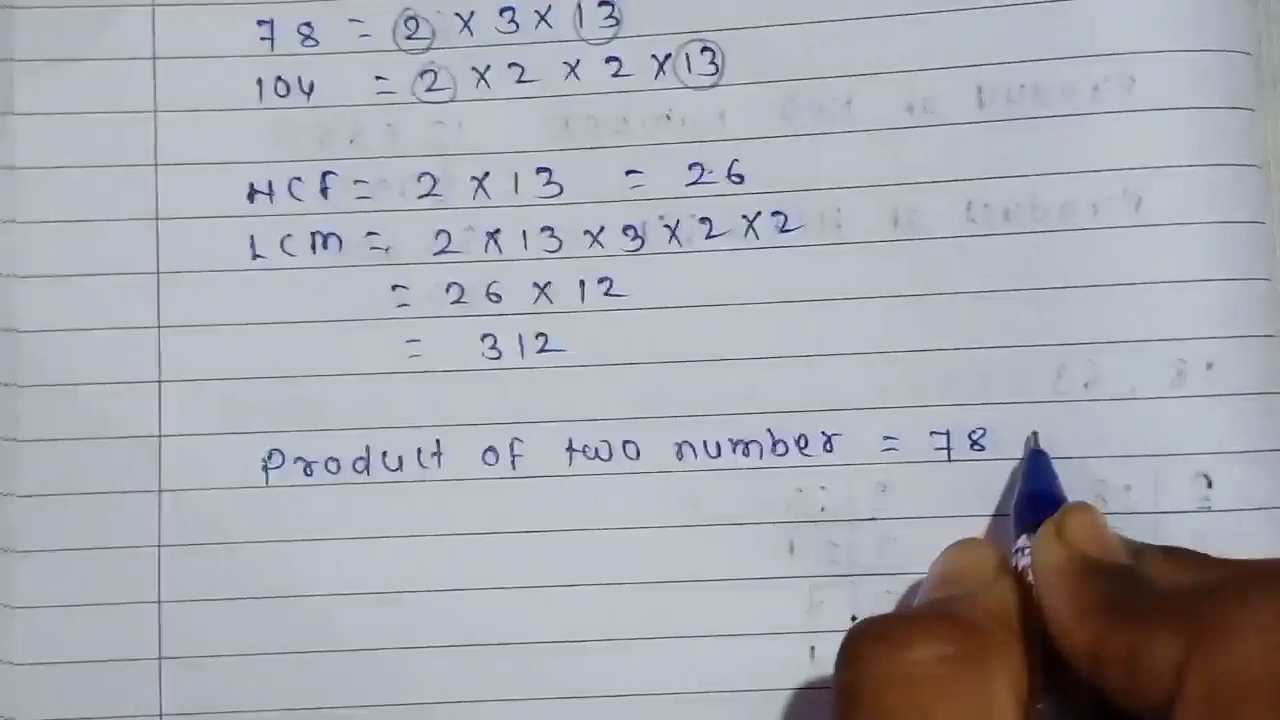 78 = 2 × 3 × 13
104 = 2 × 2 × 2 × 13
HCF = 2 × 13 = 26
LCM = 2 × 13 × 3 × 2 × 2
= 26 × 12
= 312
Product of two number = 78